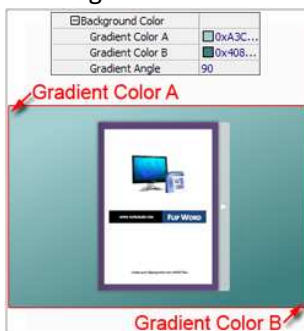 Background Color
Gradient Color A 0xA3C...
Gradient Color B 0x408...
Gradient Angle 90
Gradient Color A
FLIP WORD
Gradient Color B